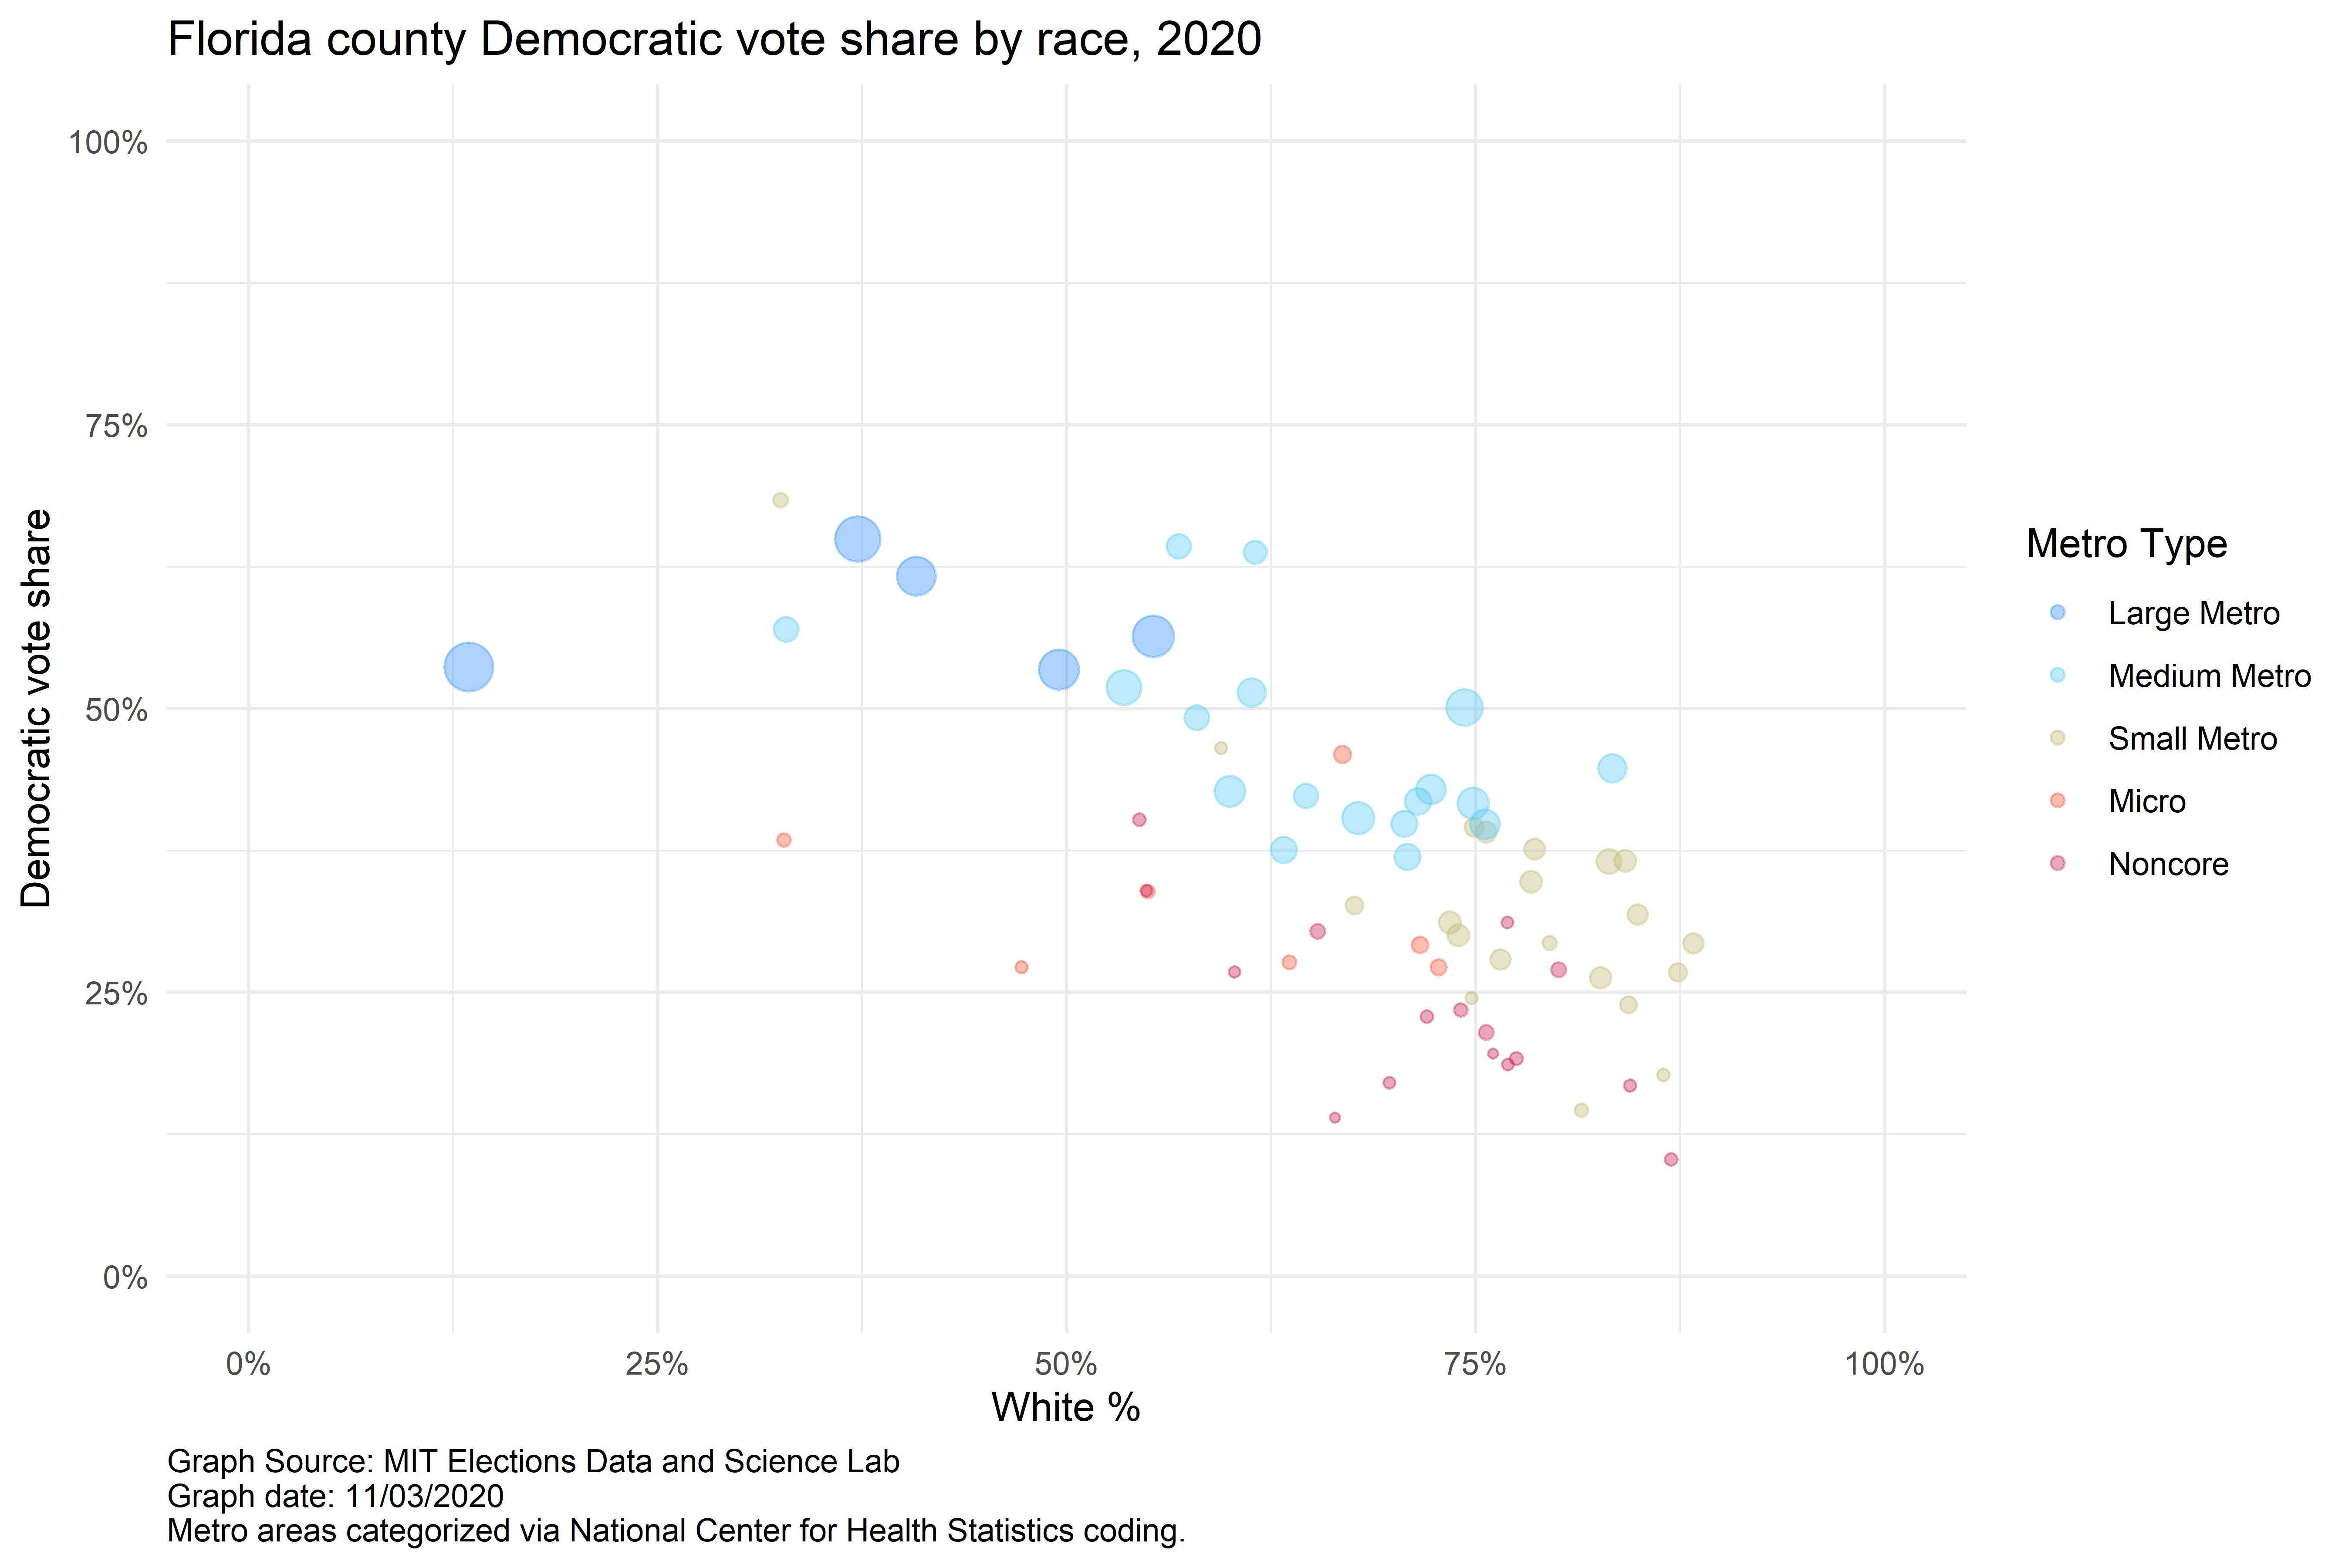 Florida county Democratic vote share by race, 2020
100%
75%
50%
25%
0%
Democratic vote share
0%
25%
50%
75%
100%
White %
Metro Type
Large Metro
Medium Metro
Small Metro
Micro
Noncore
Graph Source: MIT Elections Data and Science Lab
Graph date: 11/03/2020
Metro areas categorized via National Center for Health Statistics coding.